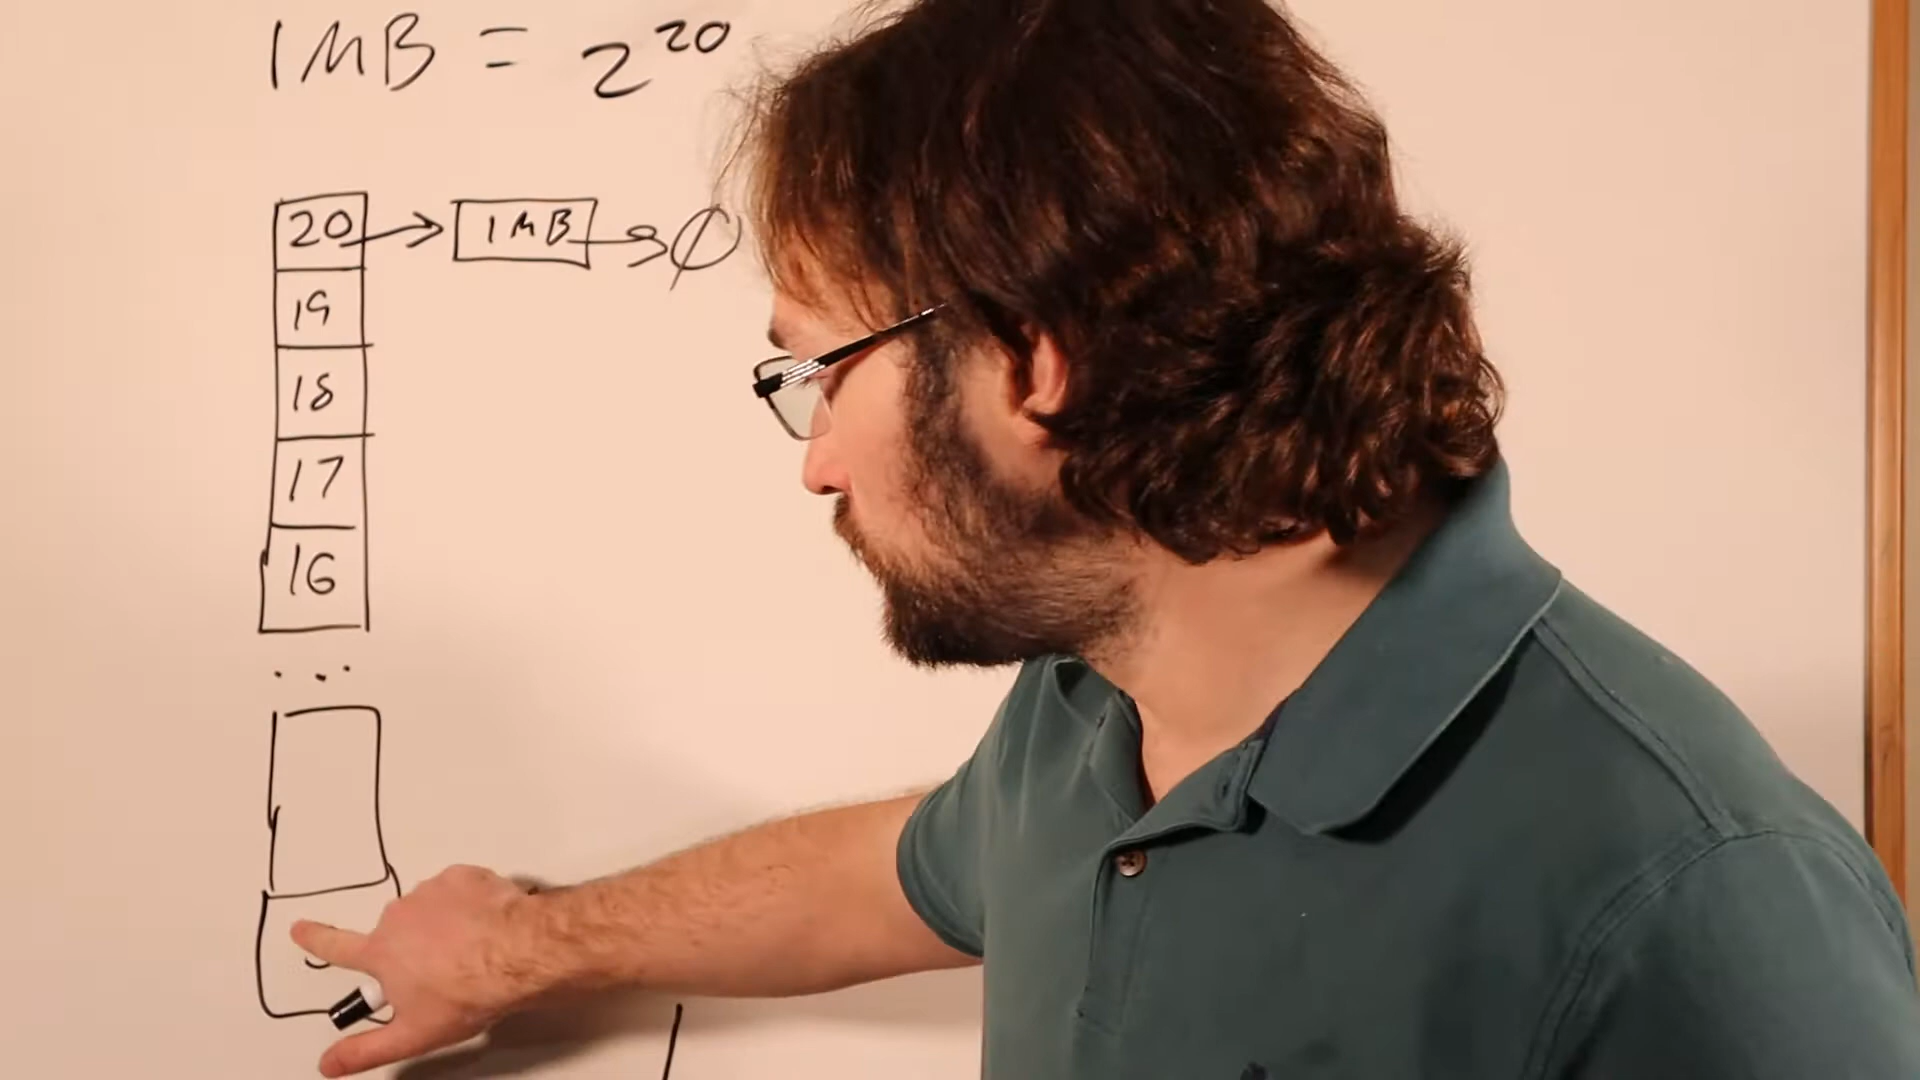 1MB = 2^20
20 → 1MB → ∅
19
18
17
16
...